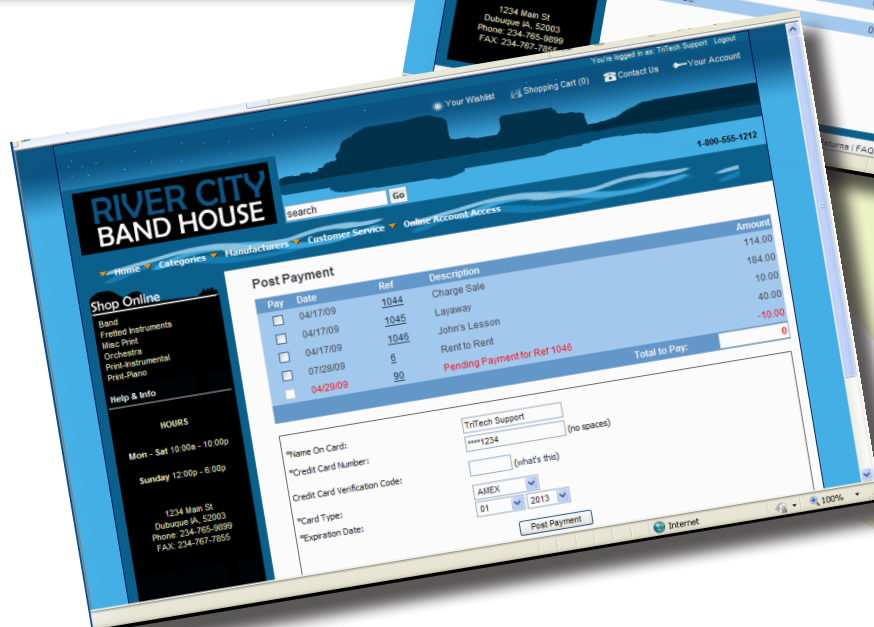 1234 Main St
Dubuque IA, 52003
Phone: 234-765-9899
FAX: 234-767-7855
You're logged in as: TriTech Support Logout
Your Wishlist Shopping Cart (0) Contact Us Your Account
1-800-555-1212
RIVER CITY
BAND HOUSE
search Go
Home Categories Manufacturers Customer Service Online Account Access
Shop Online
Band
Fretted Instruments
Misc Print
Orchestra
Print-Instrumental
Print-Piano
Help & Info
HOURS
Mon - Sat 10:00a - 10:00p
Sunday 12:00p - 6:00p
1234 Main St
Dubuque IA, 52003
Phone: 234-765-9899
FAX: 234-767-7855
Post Payment
Pay Date Ref Description Amount
04/17/09 1044 Charge Sale 114.00
04/17/09 1045 Layaway 184.00
04/17/09 1046 John's Lesson 10.00
07/28/09 6 Rent to Rent 40.00
04/29/09 90 Pending Payment for Ref 1046 -10.00
Total to Pay: 0
*Name On Card: TriTech Support
*Credit Card Number: ****1234 (no spaces)
Credit Card Verification Code: (what's this)
*Card Type: AMEX
*Expiration Date: 01 2013
Post Payment
Internet 100%
| FAQ